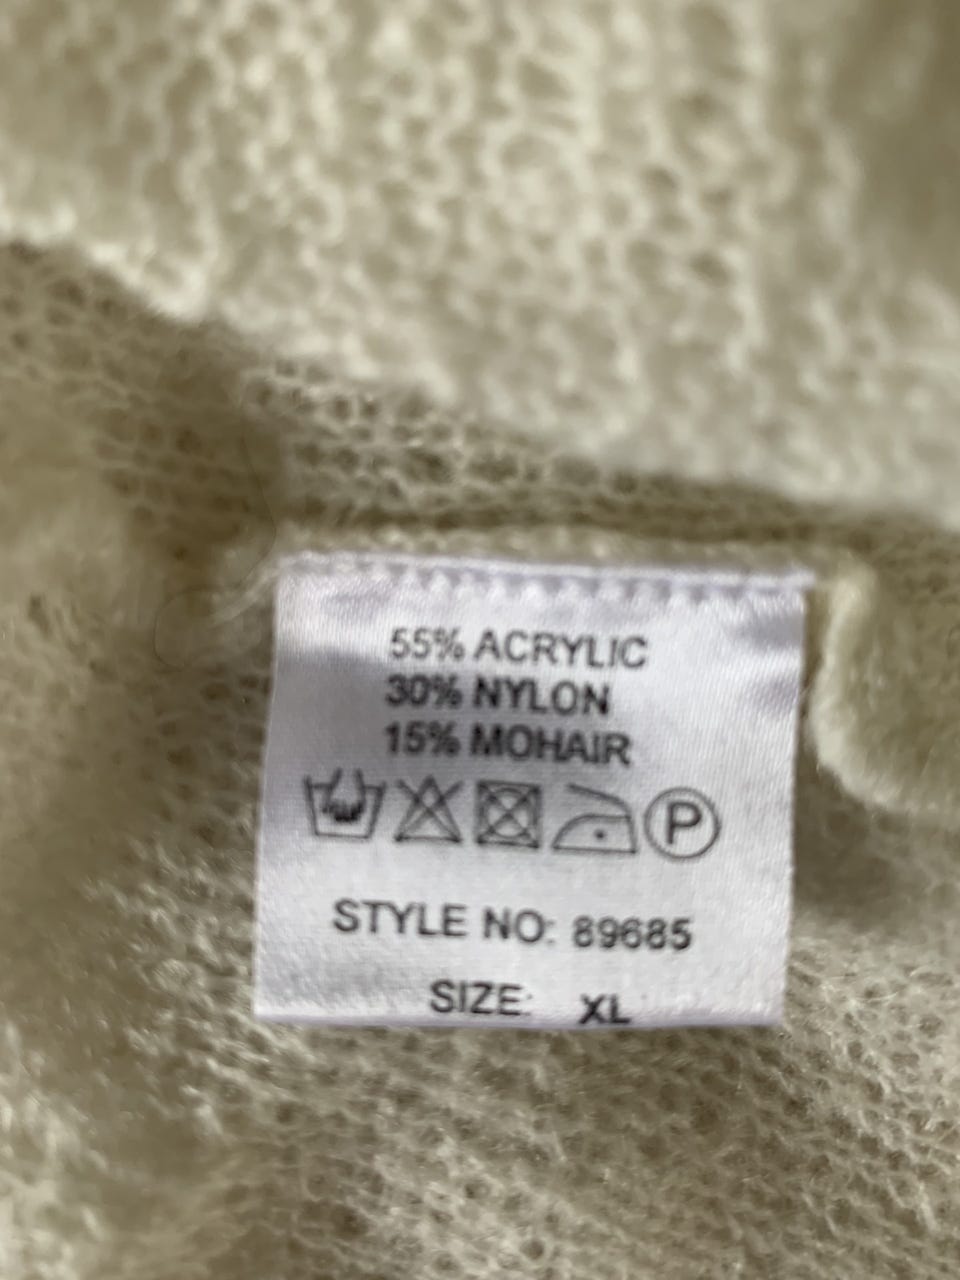 55% ACRYLIC
30% NYLON
15% MOHAIR
P
STYLE NO: 89685
SIZE: XL